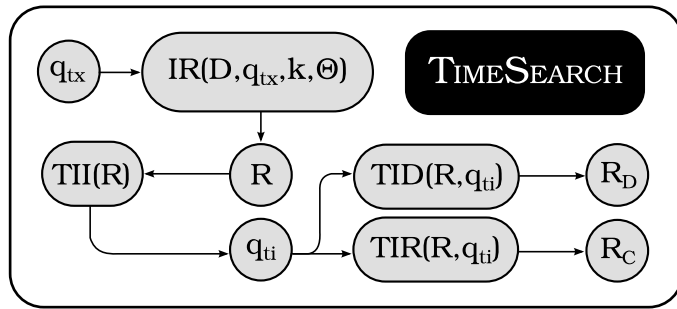 q_tx
IR(D,q_tx,k,Θ)
TIMESEARCH
TII(R)
R
TID(R,q_ti)
R_D
q_ti
TIR(R,q_ti)
R_C